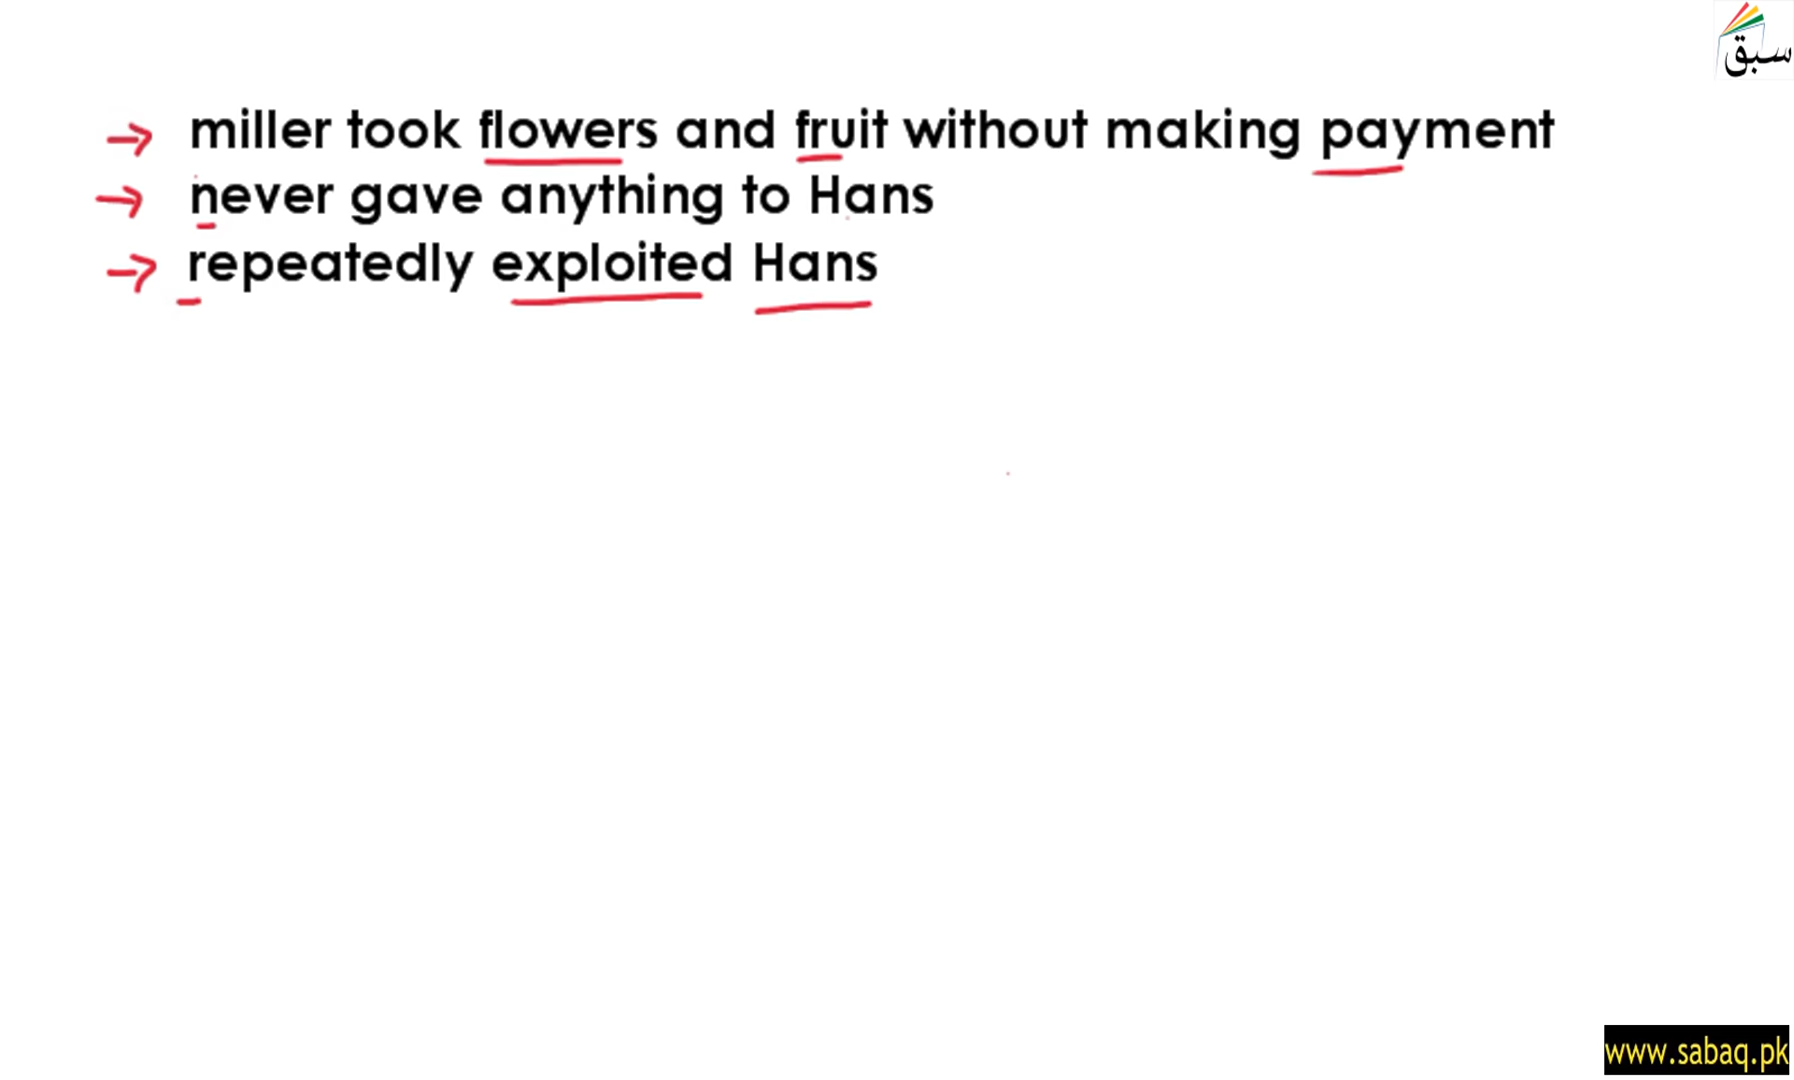 سبق
→ miller took flowers and fruit without making payment
→ never gave anything to Hans
→ repeatedly exploited Hans
www.sabaq.pk